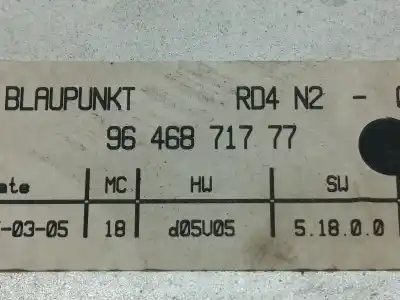 BLAUPUNKT RD4 N2 -
96 468 717 77
ate MC HW SW
-03-05 18 d05V05 5.18.0.0